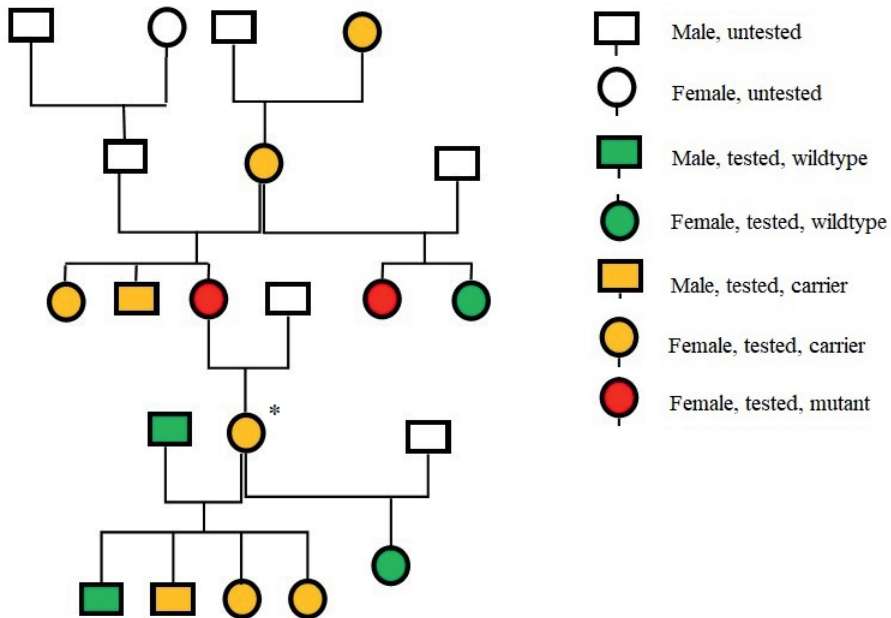 Male, untested
Female, untested
Male, tested, wildtype
Female, tested, wildtype
Male, tested, carrier
Female, tested, carrier
Female, tested, mutant
*